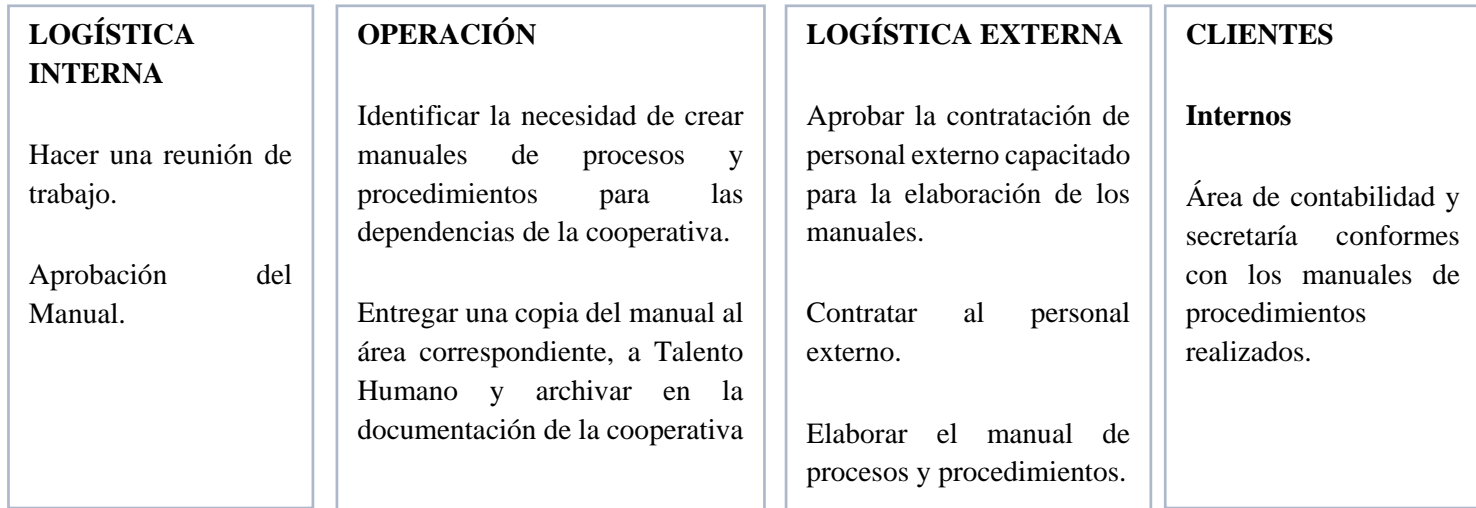 LOGÍSTICA
INTERNA
Hacer una reunión de
trabajo.
Aprobación del
Manual.
OPERACIÓN
Identificar la necesidad de crear
manuales de procesos y
procedimientos para las
dependencias de la cooperativa.
Entregar una copia del manual al
área correspondiente, a Talento
Humano y archivar en la
documentación de la cooperativa
LOGÍSTICA EXTERNA
Aprobar la contratación de
personal externo capacitado
para la elaboración de los
manuales.
Contratar al personal
externo.
Elaborar el manual de
procesos y procedimientos.
CLIENTES
Internos
Área de contabilidad y
secretaría conformes
con los manuales de
procedimientos
realizados.